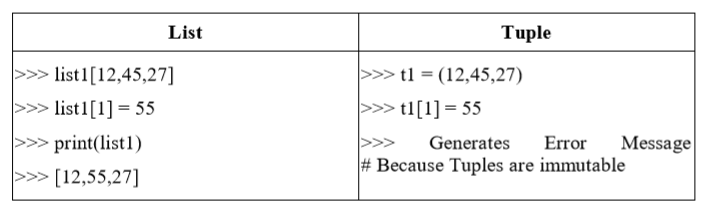 List
Tuple
>>> list1[12,45,27]
>>> list1[1] = 55
>>> print(list1)
>>> [12,55,27]
>>> t1 = (12,45,27)
>>> t1[1] = 55
>>> Generates Error Message
# Because Tuples are immutable